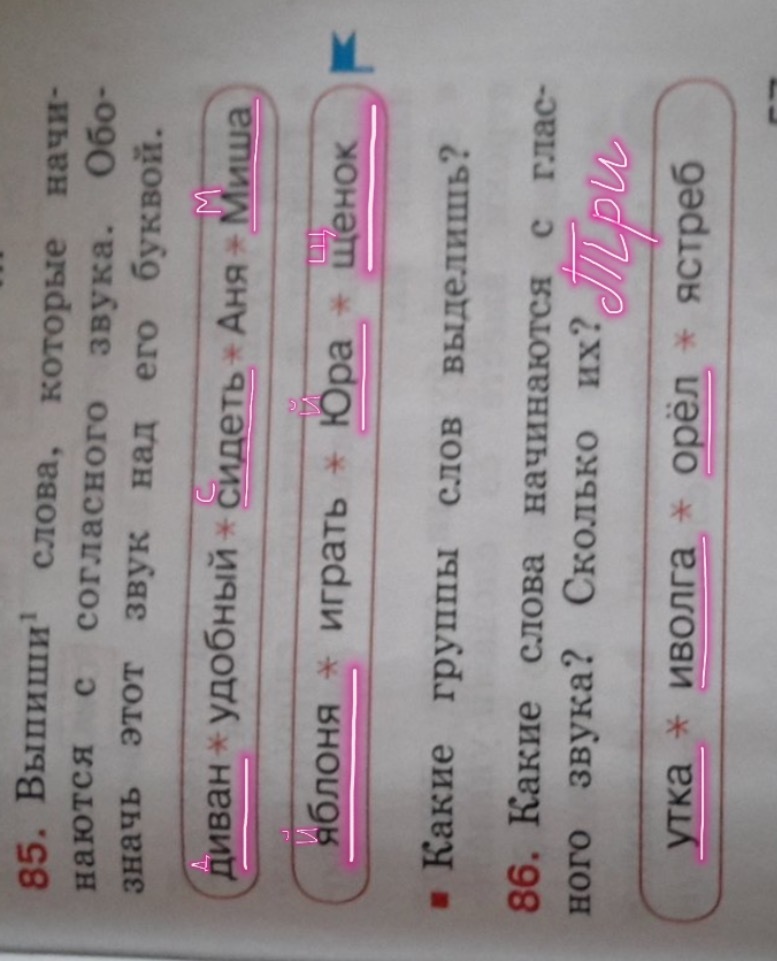 85. Выпиши¹ слова, которые начи-
наются с согласного звука. Обо-
значь этот звук над его буквой.
Д С М
диван * удобный * сидеть * Аня * Миша
Й Й Щ
яблоня * играть * Юра * щенок
▪ Какие группы слов выделишь?
86. Какие слова начинаются с глас-
ного звука? Сколько их? Три
утка * иволга * орёл * ястреб